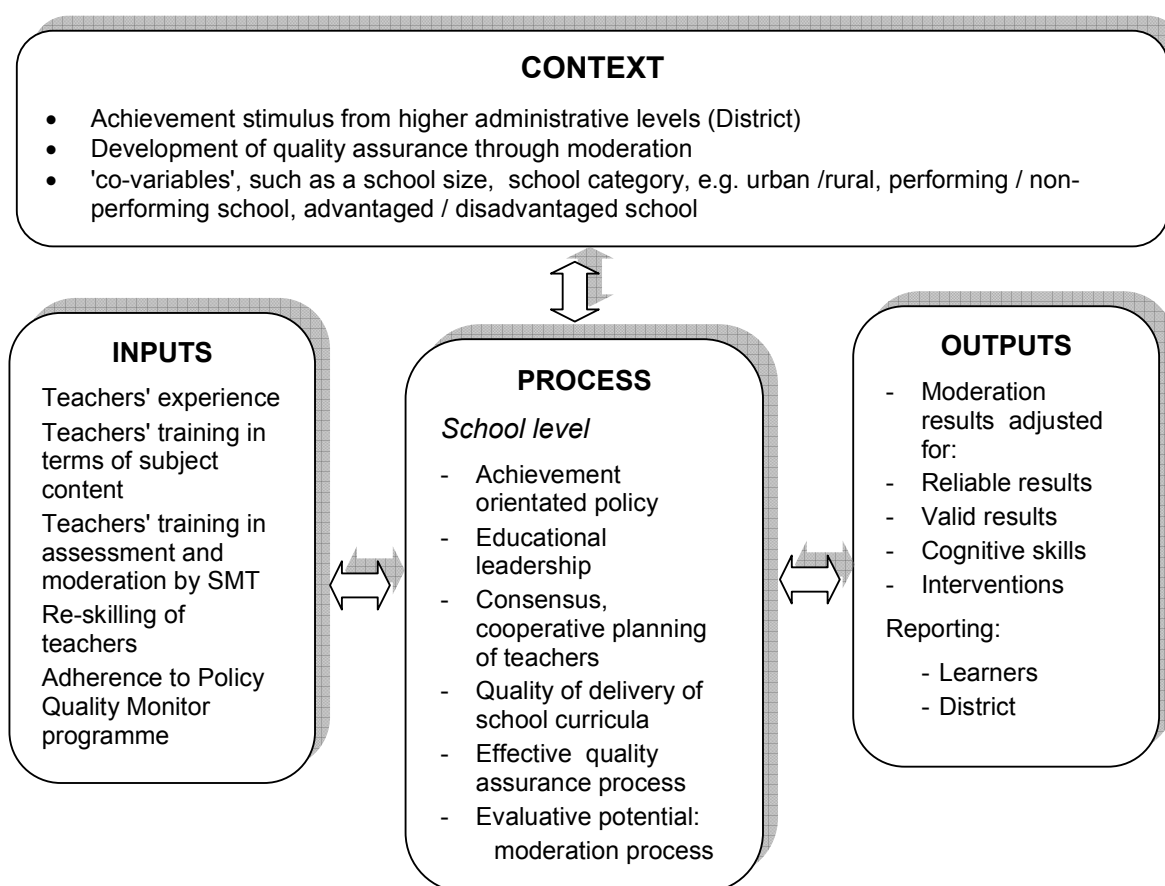 CONTEXT
• Achievement stimulus from higher administrative levels (District)
• Development of quality assurance through moderation
• 'co-variables', such as a school size, school category, e.g. urban /rural, performing / non-
performing school, advantaged / disadvantaged school
INPUTS
Teachers' experience
Teachers' training in
terms of subject
content
Teachers' training in
assessment and
moderation by SMT
Re-skilling of
teachers
Adherence to Policy
Quality Monitor
programme
PROCESS
School level
- Achievement
orientated policy
- Educational
leadership
- Consensus,
cooperative planning
of teachers
- Quality of delivery of
school curricula
- Effective quality
assurance process
- Evaluative potential:
moderation process
OUTPUTS
- Moderation
results adjusted
for:
- Reliable results
- Valid results
- Cognitive skills
- Interventions
Reporting:
- Learners
- District